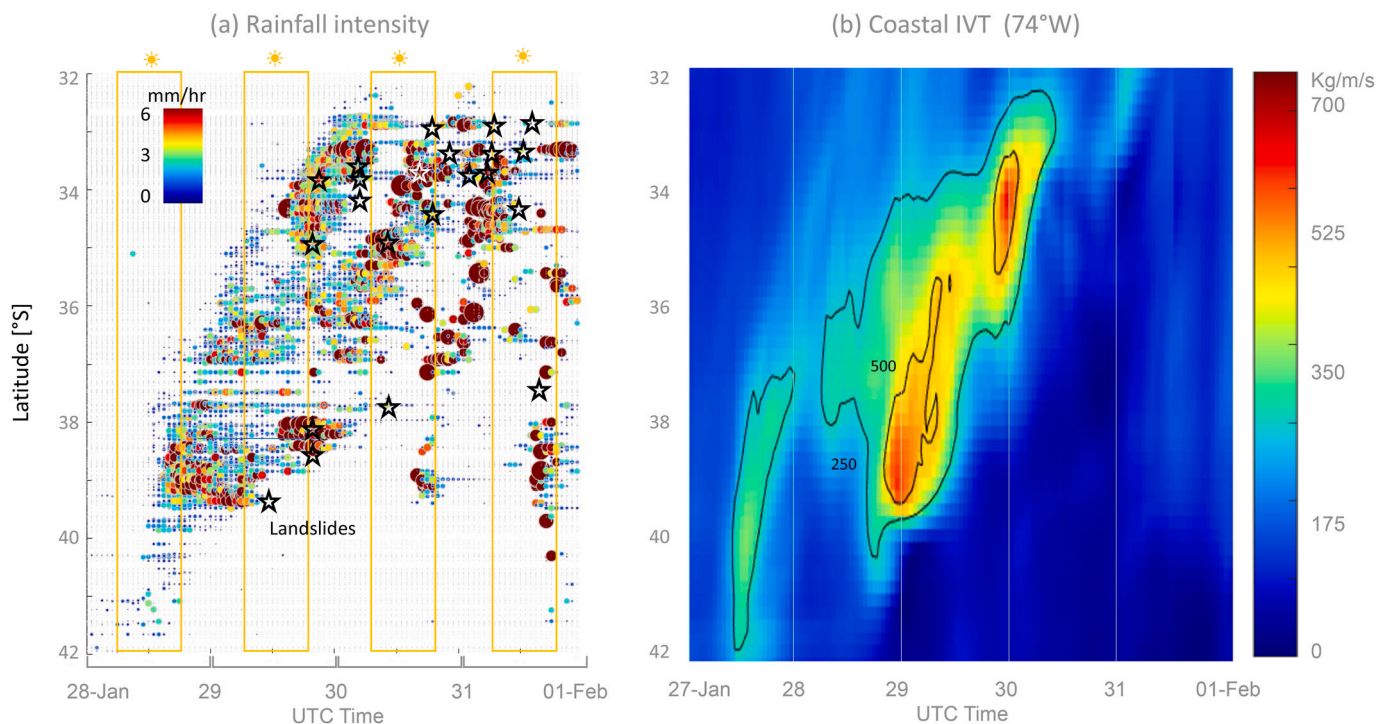 (a) Rainfall intensity
mm/hr
6
3
0
32
34
36
38
40
42
Latitude [°S]
Landslides
28-Jan
29
30
31
01-Feb
UTC Time
(b) Coastal IVT (74°W)
32
34
36
38
40
42
500
250
27-Jan
28
29
30
31
01-Feb
UTC Time
Kg/m/s
700
525
350
175
0